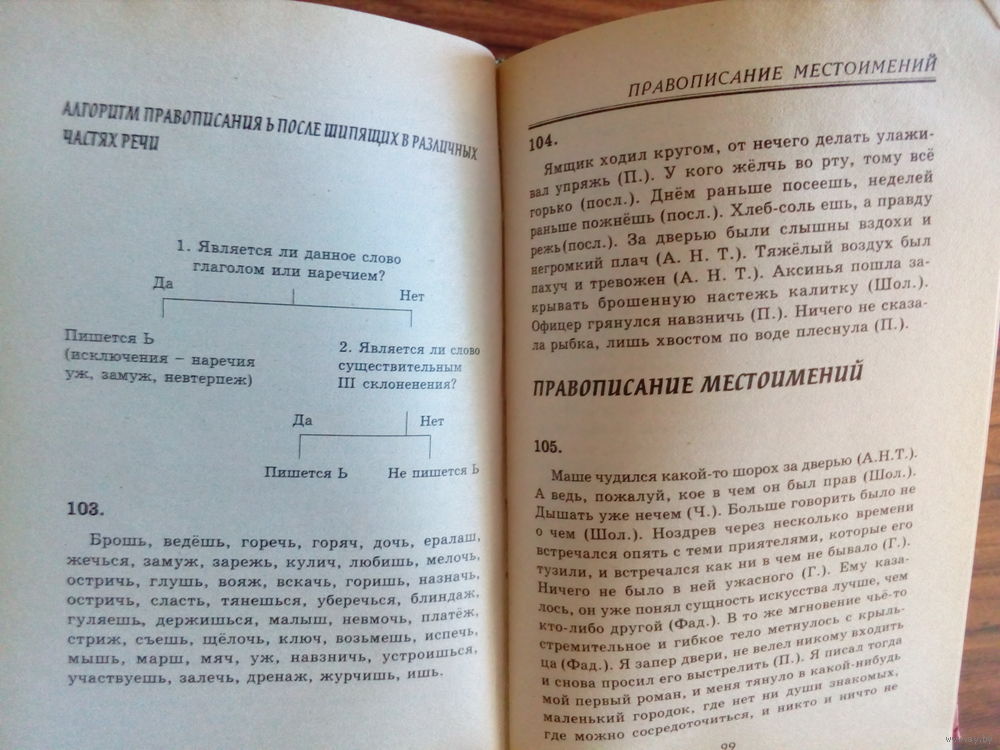 АЛГОРИТМ ПРАВОПИСАНИЯ Ь ПОСЛЕ ШИПЯЩИХ В РАЗЛИЧНЫХ
ЧАСТЯХ РЕЧИ
1. Является ли данное слово
глаголом или наречием?
Да
Нет
Пишется Ь
(исключения – наречия
уж, замуж, невтерпеж)
2. Является ли слово
существительным
III склоненения?
Да
Нет
Пишется Ь
Не пишется Ь
103.
Брошь, ведёшь, горечь, горяч, дочь, ералаш,
жечься, замуж, зарежь, кулич, любишь, мелочь,
остричь, глушь, вояж, вскачь, горишь, назначь,
остричь, сласть, тянешься, уберечься, блиндаж,
гуляешь, держишься, малыш, невмочь, платёж,
стриж, съешь, щёлочь, ключ, возьмешь, испечь,
мышь, марш, мяч, уж, навзничь, устроишься,
участвуешь, залечь, дренаж, журчишь, ишь.
ПРАВОПИСАНИЕ МЕСТОИМЕНИЙ
104.
Ямщик ходил кругом, от нечего делать улажи-
вал упряжь (П.). У кого жёлчь во рту, тому всё
горько (посл.). Днём раньше посеешь, неделей
раньше пожнёшь (посл.). Хлеб-соль ешь, а правду
режь(посл.). За дверью были слышны вздохи и
негромкий плач (А. Н. Т.). Тяжёлый воздух был
пахуч и тревожен (А. Н. Т.). Аксинья пошла за-
крывать брошенную настежь калитку (Шол.).
Офицер грянулся навзничь (П.). Ничего не сказа-
ла рыбка, лишь хвостом по воде плеснула (П.).
ПРАВОПИСАНИЕ МЕСТОИМЕНИЙ
105.
Маше чудился какой-то шорох за дверью (А.Н.Т.).
А ведь, пожалуй, кое в чем он был прав (Шол.).
Дышать уже нечем (Ч.). Больше говорить было не
о чем (Шол.). Ноздрев через несколько времени
встречался опять с теми приятелями, которые его
тузили, и встречался как ни в чем не бывало (Г.).
Ничего не было в ней ужасного (Г.). Ему каза-
лось, он уже понял сущность искусства лучше, чем
кто-либо другой (Фад.). В то же мгновение чьё-то
стремительное и гибкое тело метнулось с крыль-
ца (Фад.). Я запер двери, не велел никому входить
и снова просил его выстрелить (П.). Я писал тогда
мой первый роман, и меня тянуло в какой-нибудь
маленький городок, где нет ни души знакомых,
где можно сосредоточиться, и никто и ничто не
99